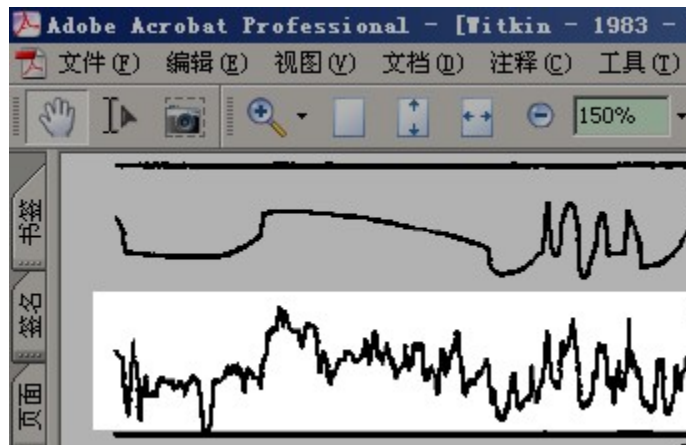 Adobe Acrobat Professional - [Witkin - 1983 -
文件(F) 编辑(E) 视图(V) 文档(D) 注释(C) 工具(T)
150%
书签
签名
页面